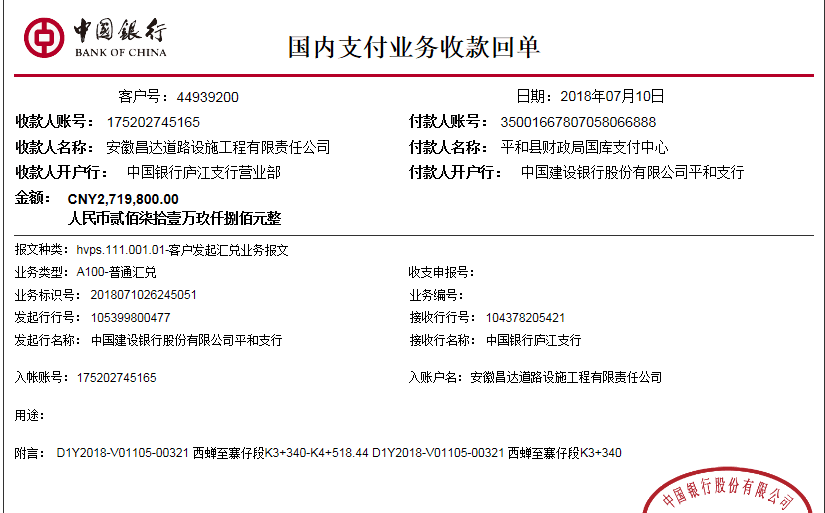 中国银行
BANK OF CHINA
国内支付业务收款回单
客户号：44939200 日期：2018年07月10日
收款人账号：175202745165 付款人账号：35001667807058066888
收款人名称：安徽昌达道路设施工程有限责任公司 付款人名称：平和县财政局国库支付中心
收款人开户行：中国银行庐江支行营业部 付款人开户行：中国建设银行股份有限公司平和支行
金额：CNY2,719,800.00
人民币贰佰柒拾壹万玖仟捌佰元整
报文种类：hvps.111.001.01-客户发起汇兑业务报文
业务类型：A100-普通汇兑 收支申报号：
业务标识号：2018071026245051 业务编号：
发起行行号：105399800477 接收行行号：104378205421
发起行名称：中国建设银行股份有限公司平和支行 接收行名称：中国银行庐江支行
入帐账号：175202745165 入账户名：安徽昌达道路设施工程有限责任公司
用途：
附言：D1Y2018-V01105-00321 西蝉至寨仔段K3+340-K4+518.44 D1Y2018-V01105-00321 西蝉至寨仔段K3+340
中国银行股份有限公司